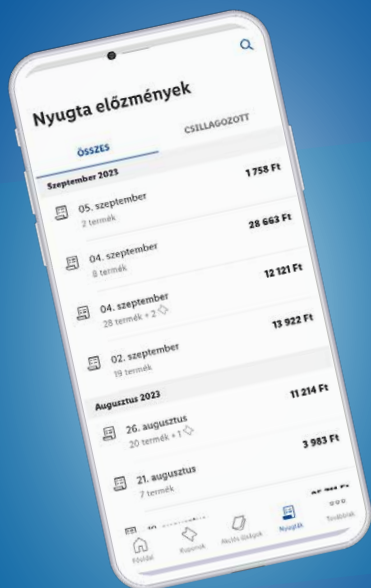 Nyugta előzmények
ÖSSZES
CSILLAGOZOTT
Szeptember 2023
05. szeptember
1 758 Ft
2 termék
04. szeptember
28 663 Ft
8 termék
04. szeptember
12 121 Ft
28 termék + 2
02. szeptember
13 922 Ft
19 termék
Augusztus 2023
26. augusztus
11 214 Ft
20 termék + 1
21. augusztus
3 983 Ft
7 termék
Főoldal
Kuponok
Akciós újságok
Nyugták